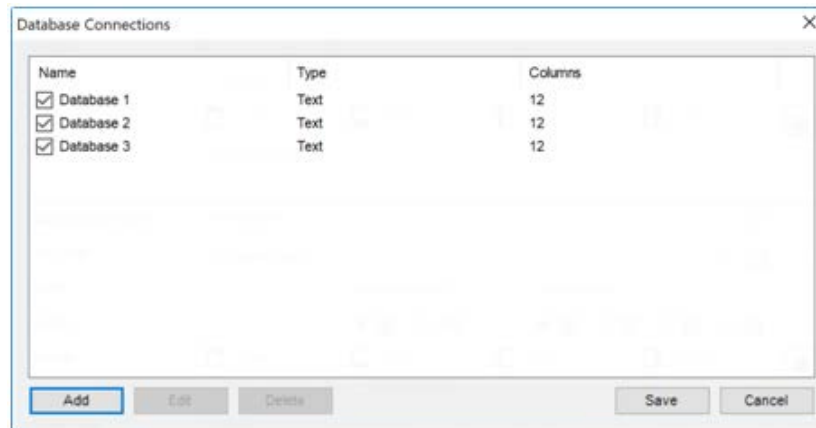 Database Connections
Name Type Columns
Database 1 Text 12
Database 2 Text 12
Database 3 Text 12
Add Edit Delete Save Cancel